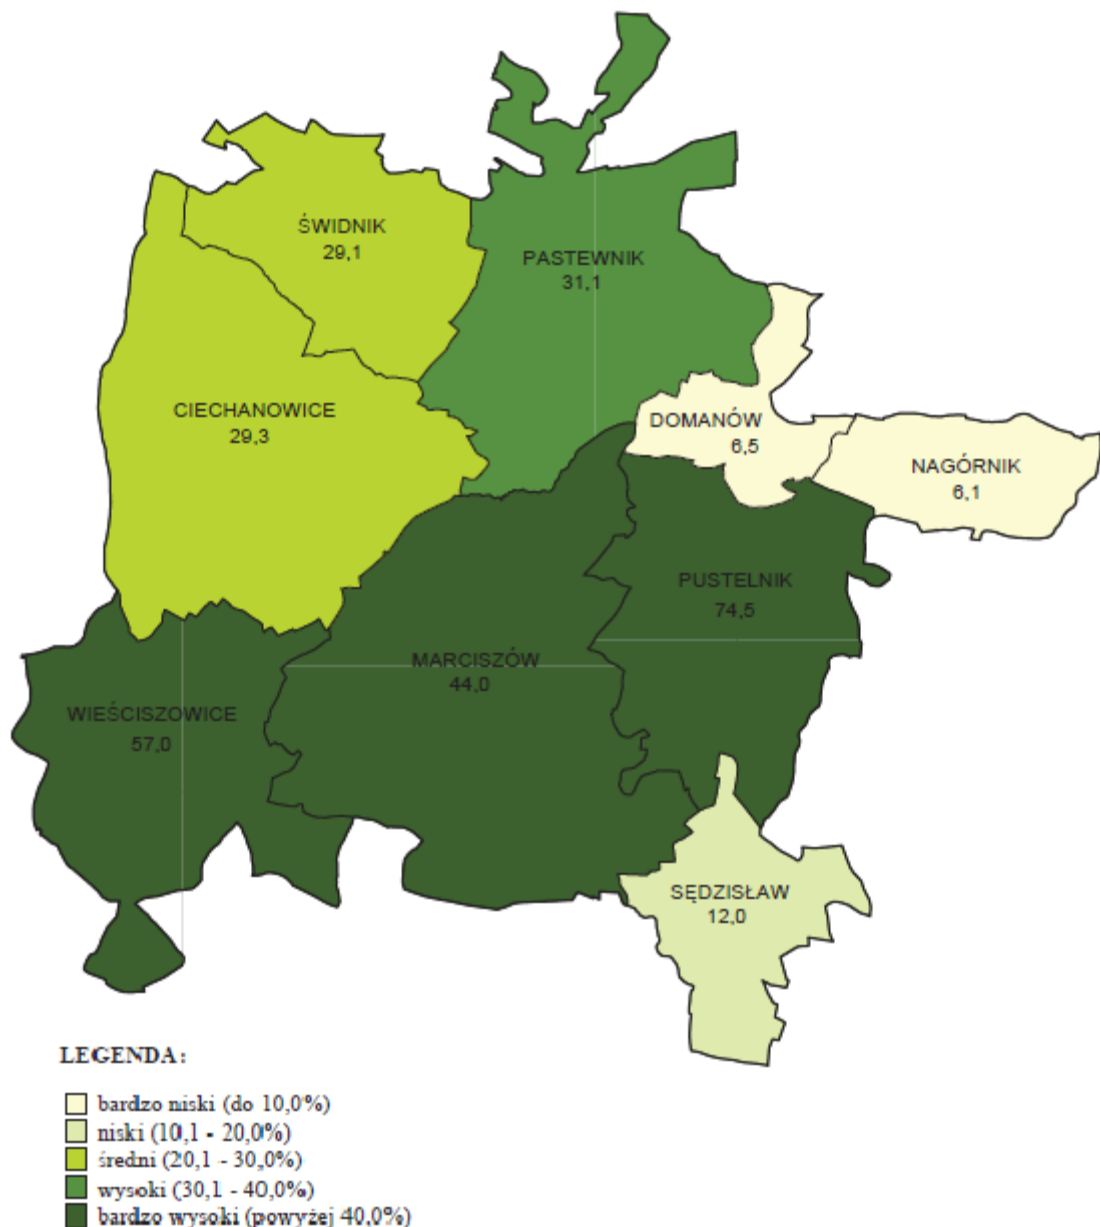 ŚWIDNIK
29,1
PASTEWNIK
31,1
CIECHANOWICE
29,3
DOMANÓW
6,5
NAGÓRNIK
6,1
PUSTELNIK
74,5
MARCISZÓW
44,0
WIEŚCISZOWICE
57,0
SĘDZISŁAW
12,0
LEGENDA:
bardzo niski (do 10,0%)
niski (10,1 - 20,0%)
średni (20,1 - 30,0%)
wysoki (30,1 - 40,0%)
bardzo wysoki (powyżej 40,0%)